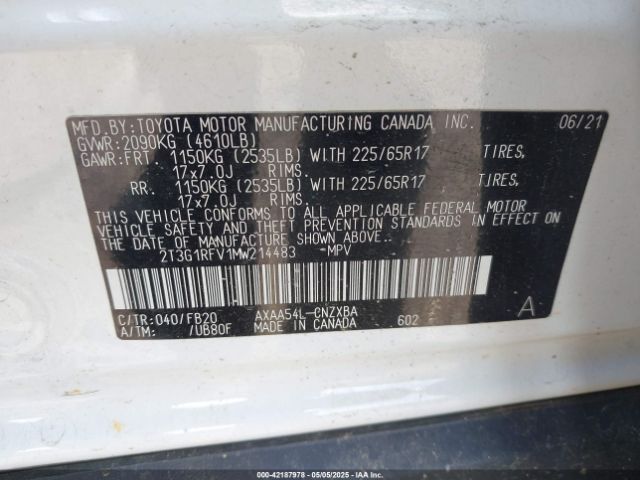 MFD. BY: TOYOTA MOTOR MANUFACTURING CANADA INC. 06/21
GVWR: 2090KG (4610LB)
GAWR: FRT 1150KG (2535LB) WITH 225/65R17 TIRES,
17x7.0J RIMS.
RR. 1150KG (2535LB) WITH 225/65R17 TIRES,
17x7.0J RIMS.
THIS VEHICLE CONFORMS TO ALL APPLICABLE FEDERAL MOTOR
VEHICLE SAFETY AND THEFT PREVENTION STANDARDS IN EFFECT
ON THE DATE OF MANUFACTURE SHOWN ABOVE.
2T3G1RFV1MW214483 MPV
C/TR: 040/FB20 AXAA54L-CNZXBA A
A/TM: /UB80F MADE IN CANADA 602
000-42187978 - 05/05/2025 - IAAI.COM